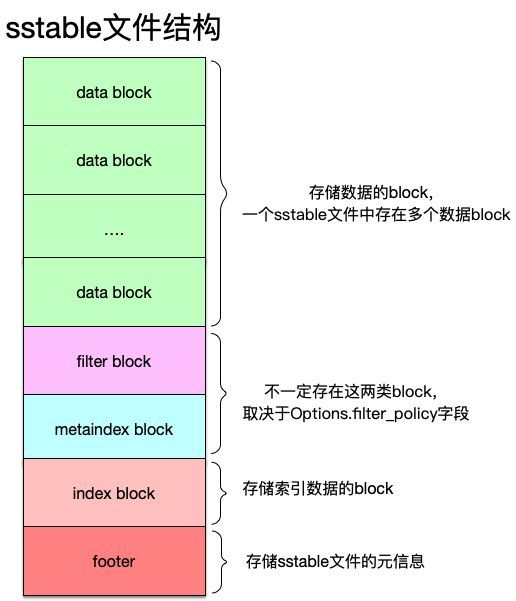 sstable文件结构
data block
data block
....
data block
存储数据的block，
一个sstable文件中存在多个数据block
filter block
metaindex block
不一定存在这两类block，
取决于Options.filter_policy字段
index block
存储索引数据的block
footer
存储sstable文件的元信息